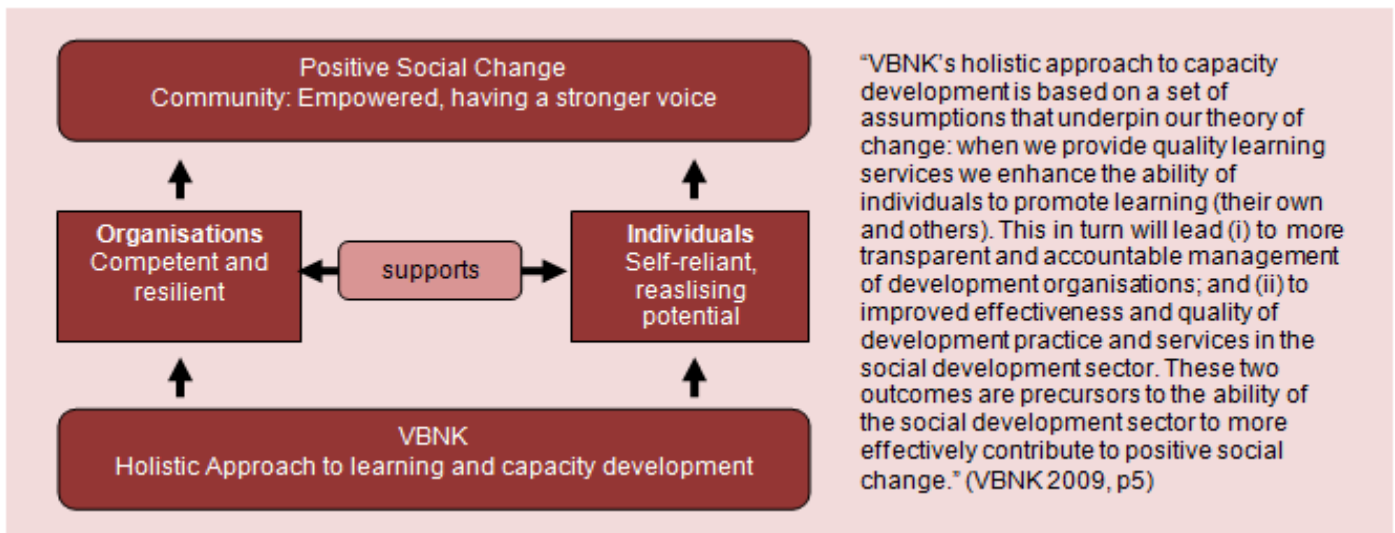 Positive Social Change
Community: Empowered, having a stronger voice
Organisations
Competent and
resilient
supports
Individuals
Self-reliant,
reaslising
potential
VBNK
Holistic Approach to learning and capacity development
“VBNK’s holistic approach to capacity
development is based on a set of
assumptions that underpin our theory of
change: when we provide quality learning
services we enhance the ability of
individuals to promote learning (their own
and others). This in turn will lead (i) to more
transparent and accountable management
of development organisations; and (ii) to
improved effectiveness and quality of
development practice and services in the
social development sector. These two
outcomes are precursors to the ability of
the social development sector to more
effectively contribute to positive social
change.” (VBNK 2009, p5)